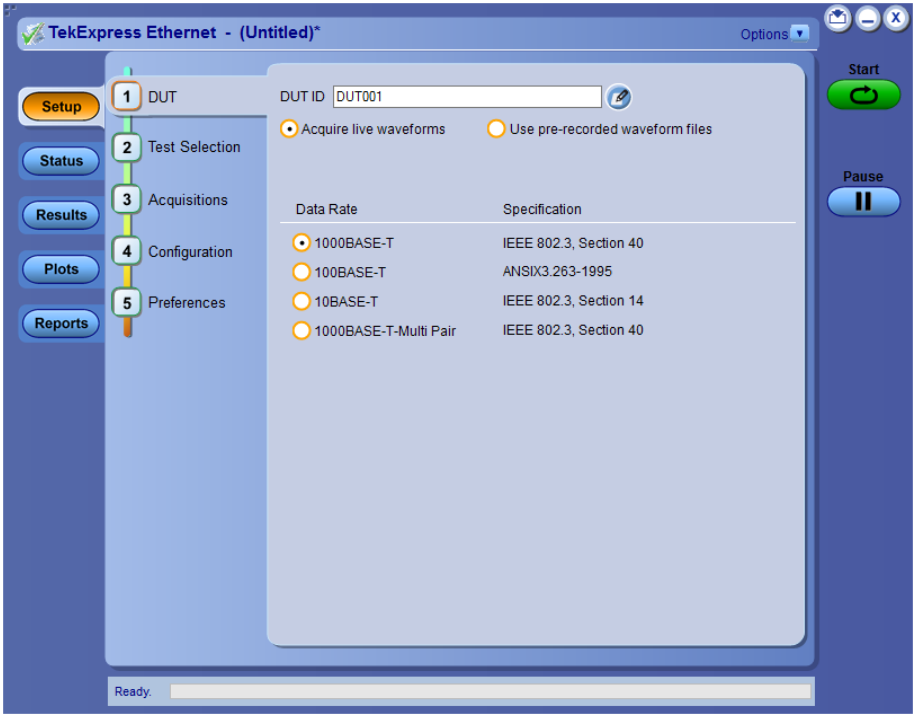 TekExpress Ethernet - (Untitled)*
Options
X
Start
Setup
1 DUT
DUT ID DUT001
Acquire live waveforms
Use pre-recorded waveform files
Status
2 Test Selection
Pause
Results
3 Acquisitions
Data Rate Specification
1000BASE-T IEEE 802.3, Section 40
Plots
4 Configuration
100BASE-T ANSIX3.263-1995
Reports
5 Preferences
10BASE-T IEEE 802.3, Section 14
1000BASE-T-Multi Pair IEEE 802.3, Section 40
Ready.